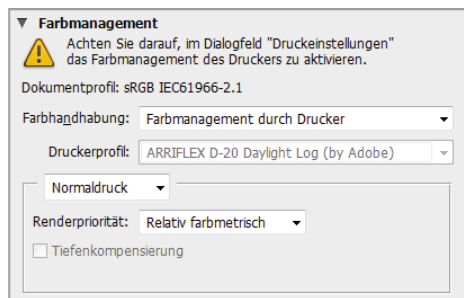 Farbmanagement
Achten Sie darauf, im Dialogfeld "Druckeinstellungen"
das Farbmanagement des Druckers zu aktivieren.
Dokumentprofil: sRGB IEC61966-2.1
Farbhandhabung: Farbmanagement durch Drucker
Druckerprofil: ARRIFLEX D-20 Daylight Log (by Adobe)
Normaldruck
Renderpriorität: Relativ farbmetrisch
Tiefenkompensierung